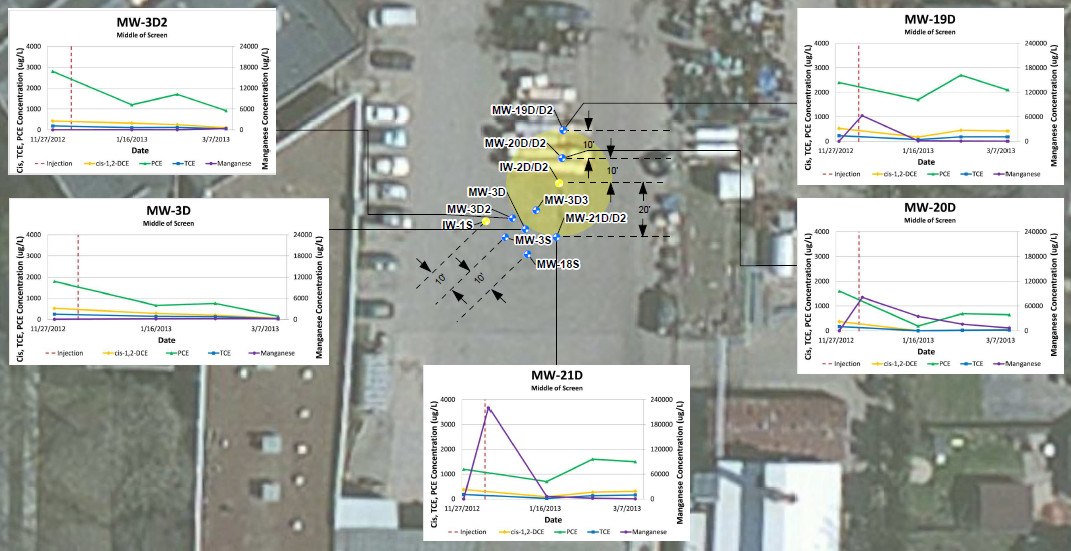 MW-3D2
Middle of Screen
Cis, TCE, PCE Concentration (ug/L)
4000
3000
2000
1000
0
24000
18000
12000
6000
0
Manganese Concentration (ug/L)
11/27/2012 1/16/2013 3/7/2013
Date
Injection cis-1,2-DCE PCE TCE Manganese
MW-19D
Middle of Screen
Cis, TCE, PCE Concentration (ug/L)
4000
3000
2000
1000
0
240000
180000
120000
60000
0
Manganese Concentration (ug/L)
11/27/2012 1/16/2013 3/7/2013
Date
Injection cis-1,2-DCE PCE TCE Manganese
MW-19D/D2
10'
MW-20D/D2
10'
IW-2D/D2
MW-3D
20'
MW-3D2
MW-3D3
IW-1S
MW-21D/D2
MW-3S
MW-18S
10'
10'
MW-3D
Middle of Screen
Cis, TCE, PCE Concentration (ug/L)
4000
3000
2000
1000
0
24000
18000
12000
6000
0
Manganese Concentration (ug/L)
11/27/2012 1/16/2013 3/7/2013
Date
Injection cis-1,2-DCE PCE TCE Manganese
MW-20D
Middle of Screen
Cis, TCE, PCE Concentration (ug/L)
4000
3000
2000
1000
0
240000
180000
120000
60000
0
Manganese Concentration (ug/L)
11/27/2012 1/16/2013 3/7/2013
Date
Injection cis-1,2-DCE PCE TCE Manganese
MW-21D
Middle of Screen
Cis, TCE, PCE Concentration (ug/L)
4000
3000
2000
1000
0
240000
180000
120000
60000
0
Manganese Concentration (ug/L)
11/27/2012 1/16/2013 3/7/2013
Date
Injection cis-1,2-DCE PCE TCE Manganese